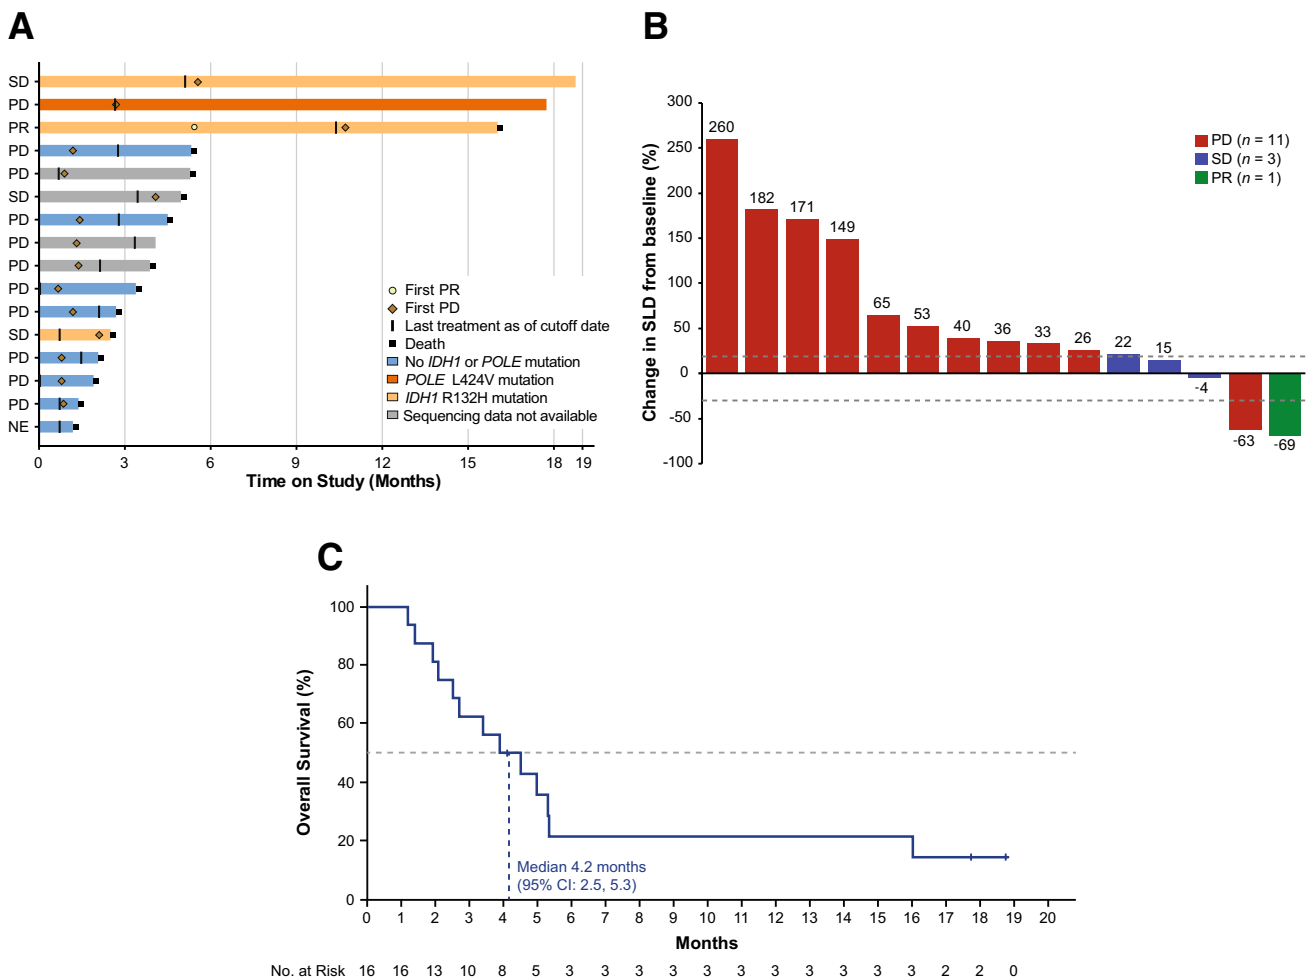 A
SD
PD
PR
PD
PD
SD
PD
PD
PD
PD
PD
SD
PD
PD
PD
NE
First PR
First PD
Last treatment as of cutoff date
Death
No IDH1 or POLE mutation
POLE L424V mutation
IDH1 R132H mutation
Sequencing data not available
0 3 6 9 12 15 18 19
Time on Study (Months)
B
Change in SLD from baseline (%)
300
250
200
150
100
50
0
-50
-100
260
182
171
149
65
53
40
36
33
26
22
15
-4
-63
-69
PD (n = 11)
SD (n = 3)
PR (n = 1)
C
Overall Survival (%)
100
80
60
40
20
0
Median 4.2 months
(95% CI: 2.5, 5.3)
0 1 2 3 4 5 6 7 8 9 10 11 12 13 14 15 16 17 18 19 20
Months
No. at Risk 16 16 13 10 8 5 3 3 3 3 3 3 3 3 3 3 3 2 2 0